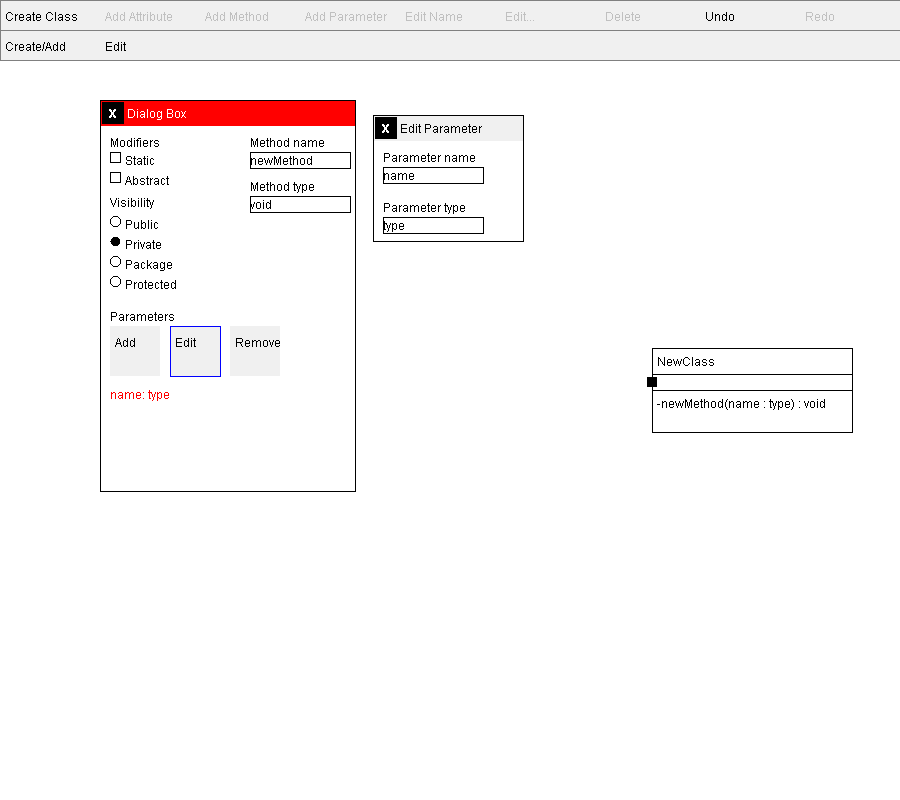 Create Class Add Attribute Add Method Add Parameter Edit Name Edit... Delete Undo Redo
Create/Add Edit
X Dialog Box
Modifiers
Static
Abstract
Visibility
Public
Private
Package
Protected
Method name
newMethod
Method type
void
Parameters
Add Edit Remove
name: type
X Edit Parameter
Parameter name
name
Parameter type
type
NewClass
-newMethod(name : type) : void